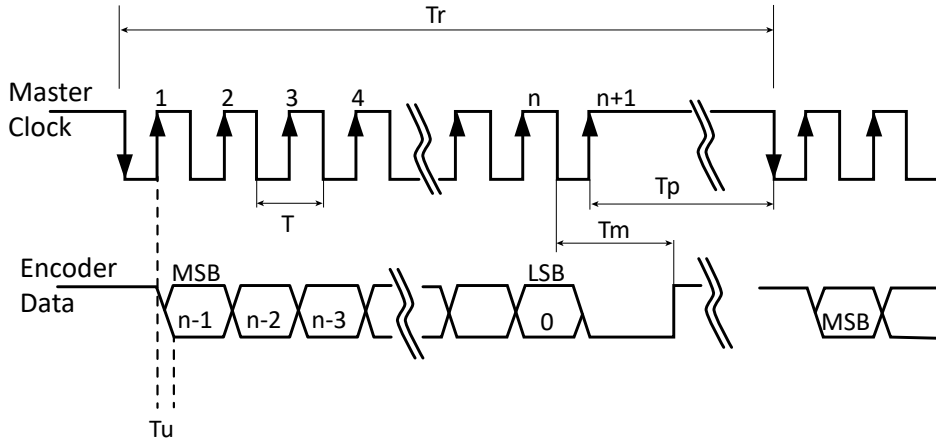 Tr
Master
Clock
1 2 3 4 n n+1
T
Tp
Tm
Encoder
Data
MSB
LSB
n-1 n-2 n-3 0 MSB
Tu